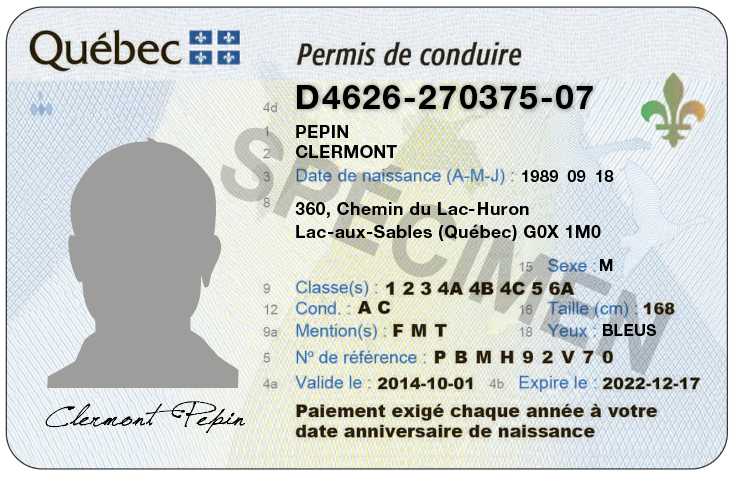 Québec
Permis de conduire
4d D4626-270375-07
1 PEPIN
2 CLERMONT
3 Date de naissance (A-M-J) : 1989 09 18
8 360, Chemin du Lac-Huron
Lac-aux-Sables (Québec) G0X 1M0
15 Sexe : M
9 Classe(s) : 1 2 3 4A 4B 4C 5 6A
12 Cond. : A C 16 Taille (cm) : 168
9a Mention(s) : F M T 18 Yeux : BLEUS
5 Nº de référence : P B M H 9 2 V 7 0
4a Valide le : 2014-10-01 4b Expire le : 2022-12-17
Paiement exigé chaque année à votre
date anniversaire de naissance
Clermont Pepin
SPÉCIMEN